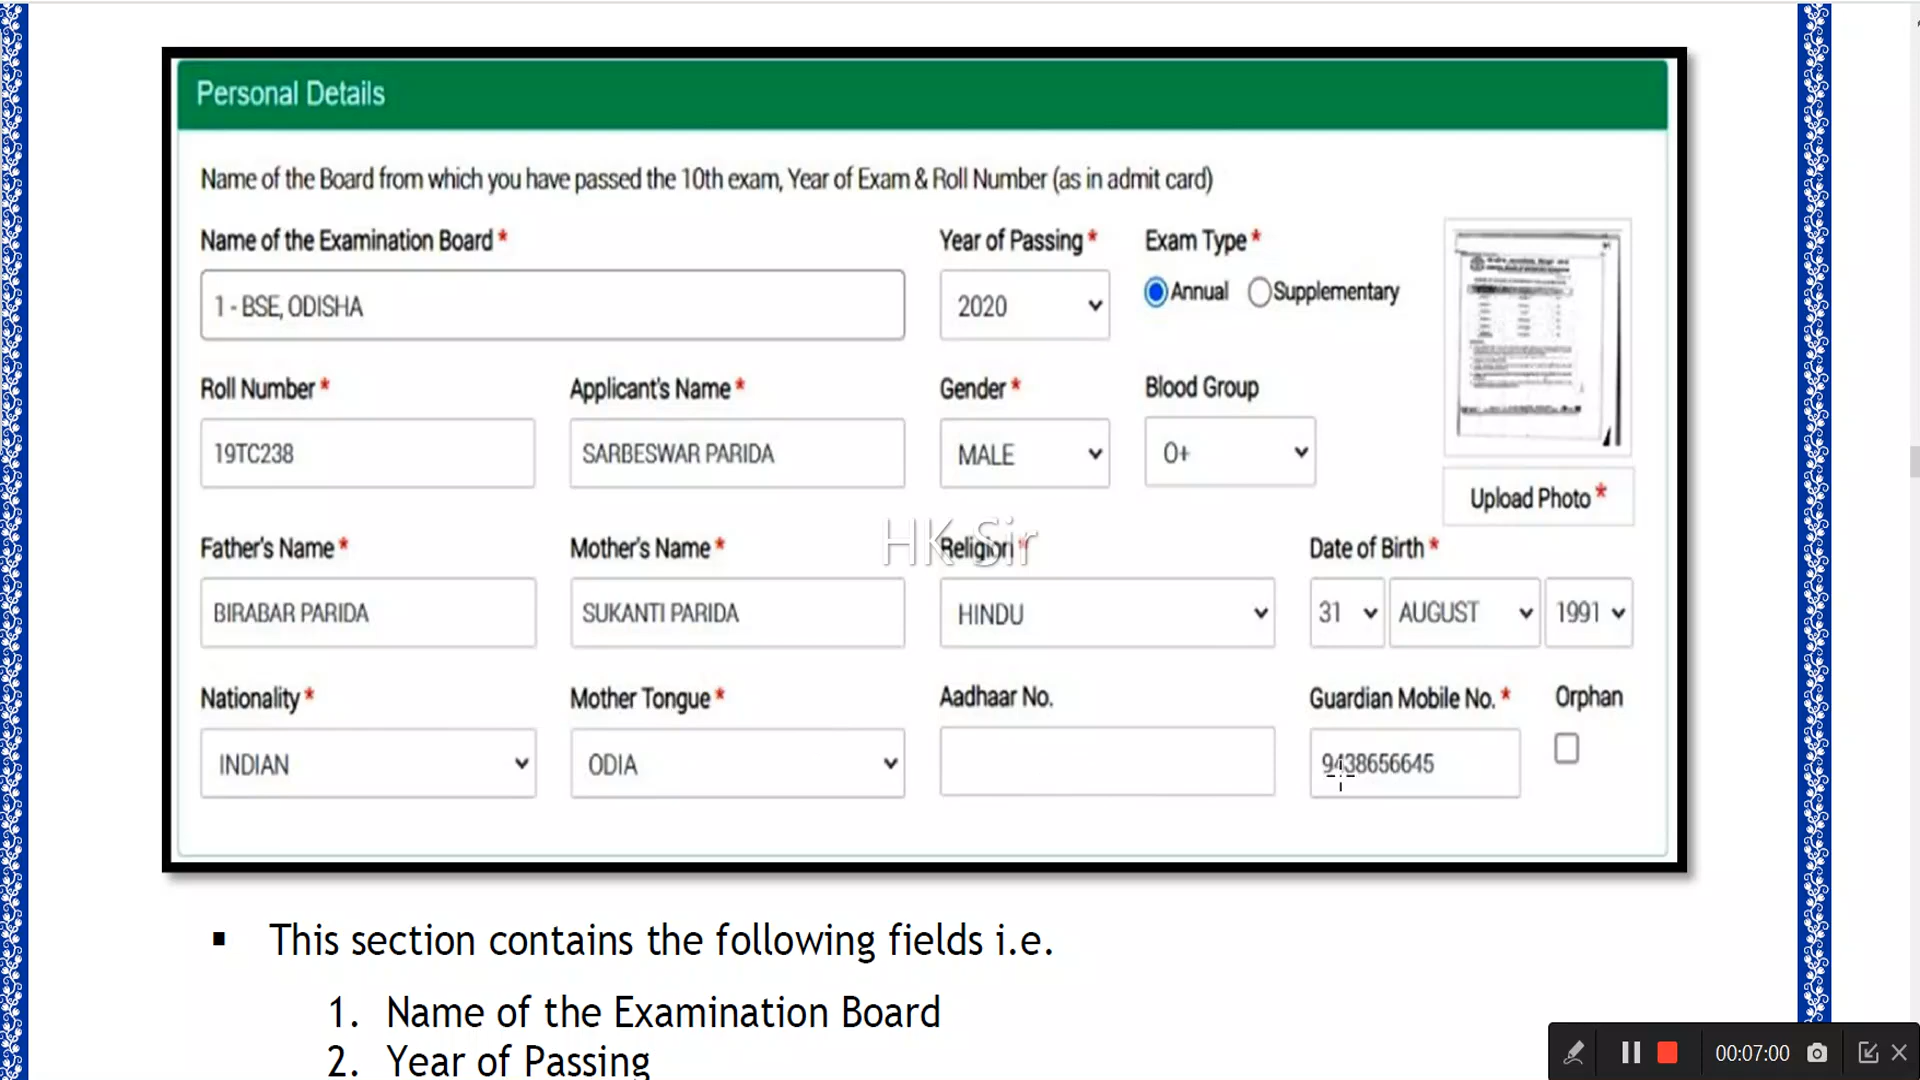 Personal Details
Name of the Board from which you have passed the 10th exam, Year of Exam & Roll Number (as in admit card)
Name of the Examination Board * Year of Passing * Exam Type *
1 - BSE, ODISHA 2020 Annual Supplementary
Roll Number * Applicant's Name * Gender * Blood Group
19TC238 SARBESWAR PARIDA MALE O+
Upload Photo *
HK Sir
Father's Name * Mother's Name * Religion * Date of Birth *
BIRABAR PARIDA SUKANTI PARIDA HINDU 31 AUGUST 1991
Nationality * Mother Tongue * Aadhaar No. Guardian Mobile No. * Orphan
INDIAN ODIA 9438656645
▪ This section contains the following fields i.e.
1. Name of the Examination Board
2. Year of Passing
00:07:00